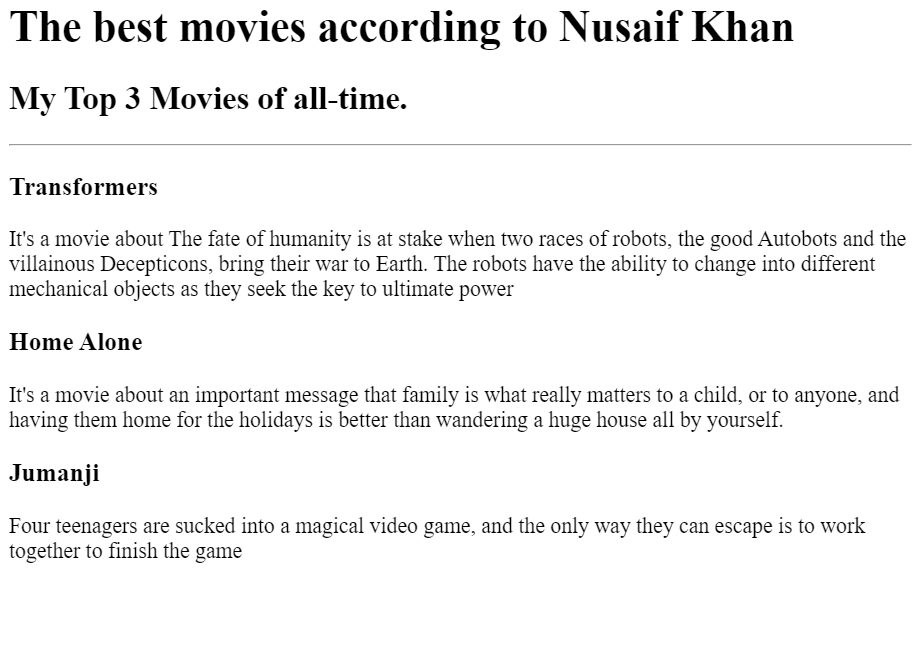 The best movies according to Nusaif Khan
My Top 3 Movies of all-time.
Transformers
It's a movie about The fate of humanity is at stake when two races of robots, the good Autobots and the
villainous Decepticons, bring their war to Earth. The robots have the ability to change into different
mechanical objects as they seek the key to ultimate power
Home Alone
It's a movie about an important message that family is what really matters to a child, or to anyone, and
having them home for the holidays is better than wandering a huge house all by yourself.
Jumanji
Four teenagers are sucked into a magical video game, and the only way they can escape is to work
together to finish the game